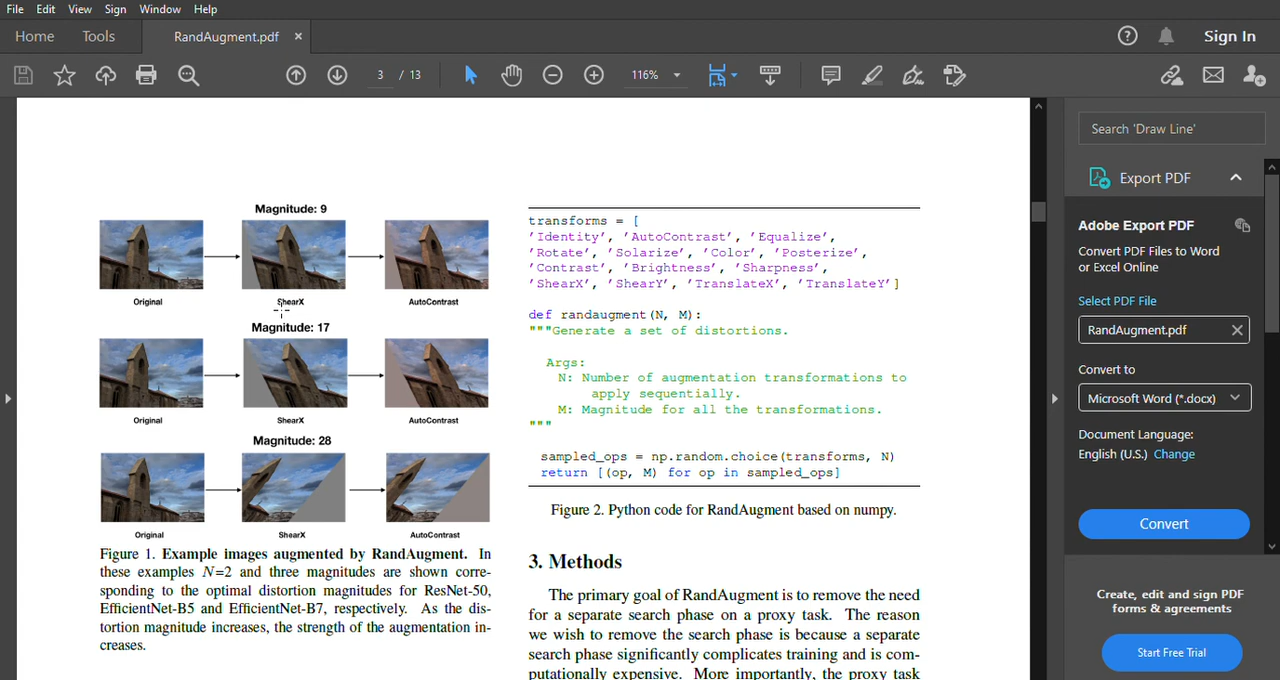 File Edit View Sign Window Help
Home Tools RandAugment.pdf × Sign In
3 / 13 116%
Magnitude: 9
Original ShearX AutoContrast
Magnitude: 17
Original ShearX AutoContrast
Magnitude: 28
Original ShearX AutoContrast
Figure 1. Example images augmented by RandAugment. In
these examples N=2 and three magnitudes are shown corre-
sponding to the optimal distortion magnitudes for ResNet-50,
EfficientNet-B5 and EfficientNet-B7, respectively. As the dis-
tortion magnitude increases, the strength of the augmentation in-
creases.
transforms = [
'Identity', 'AutoContrast', 'Equalize',
'Rotate', 'Solarize', 'Color', 'Posterize',
'Contrast', 'Brightness', 'Sharpness',
'ShearX', 'ShearY', 'TranslateX', 'TranslateY']
def randaugment(N, M):
"""Generate a set of distortions.
Args:
N: Number of augmentation transformations to
apply sequentially.
M: Magnitude for all the transformations.
"""
sampled_ops = np.random.choice(transforms, N)
return [(op, M) for op in sampled_ops]
Figure 2. Python code for RandAugment based on numpy.
3. Methods
The primary goal of RandAugment is to remove the need
for a separate search phase on a proxy task. The reason
we wish to remove the search phase is because a separate
search phase significantly complicates training and is com-
putationally expensive. More importantly, the proxy task
Search 'Draw Line'
Export PDF
Adobe Export PDF
Convert PDF Files to Word
or Excel Online
Select PDF File
RandAugment.pdf
Convert to
Microsoft Word (*.docx)
Document Language:
English (U.S.) Change
Convert
Create, edit and sign PDF
forms & agreements
Start Free Trial